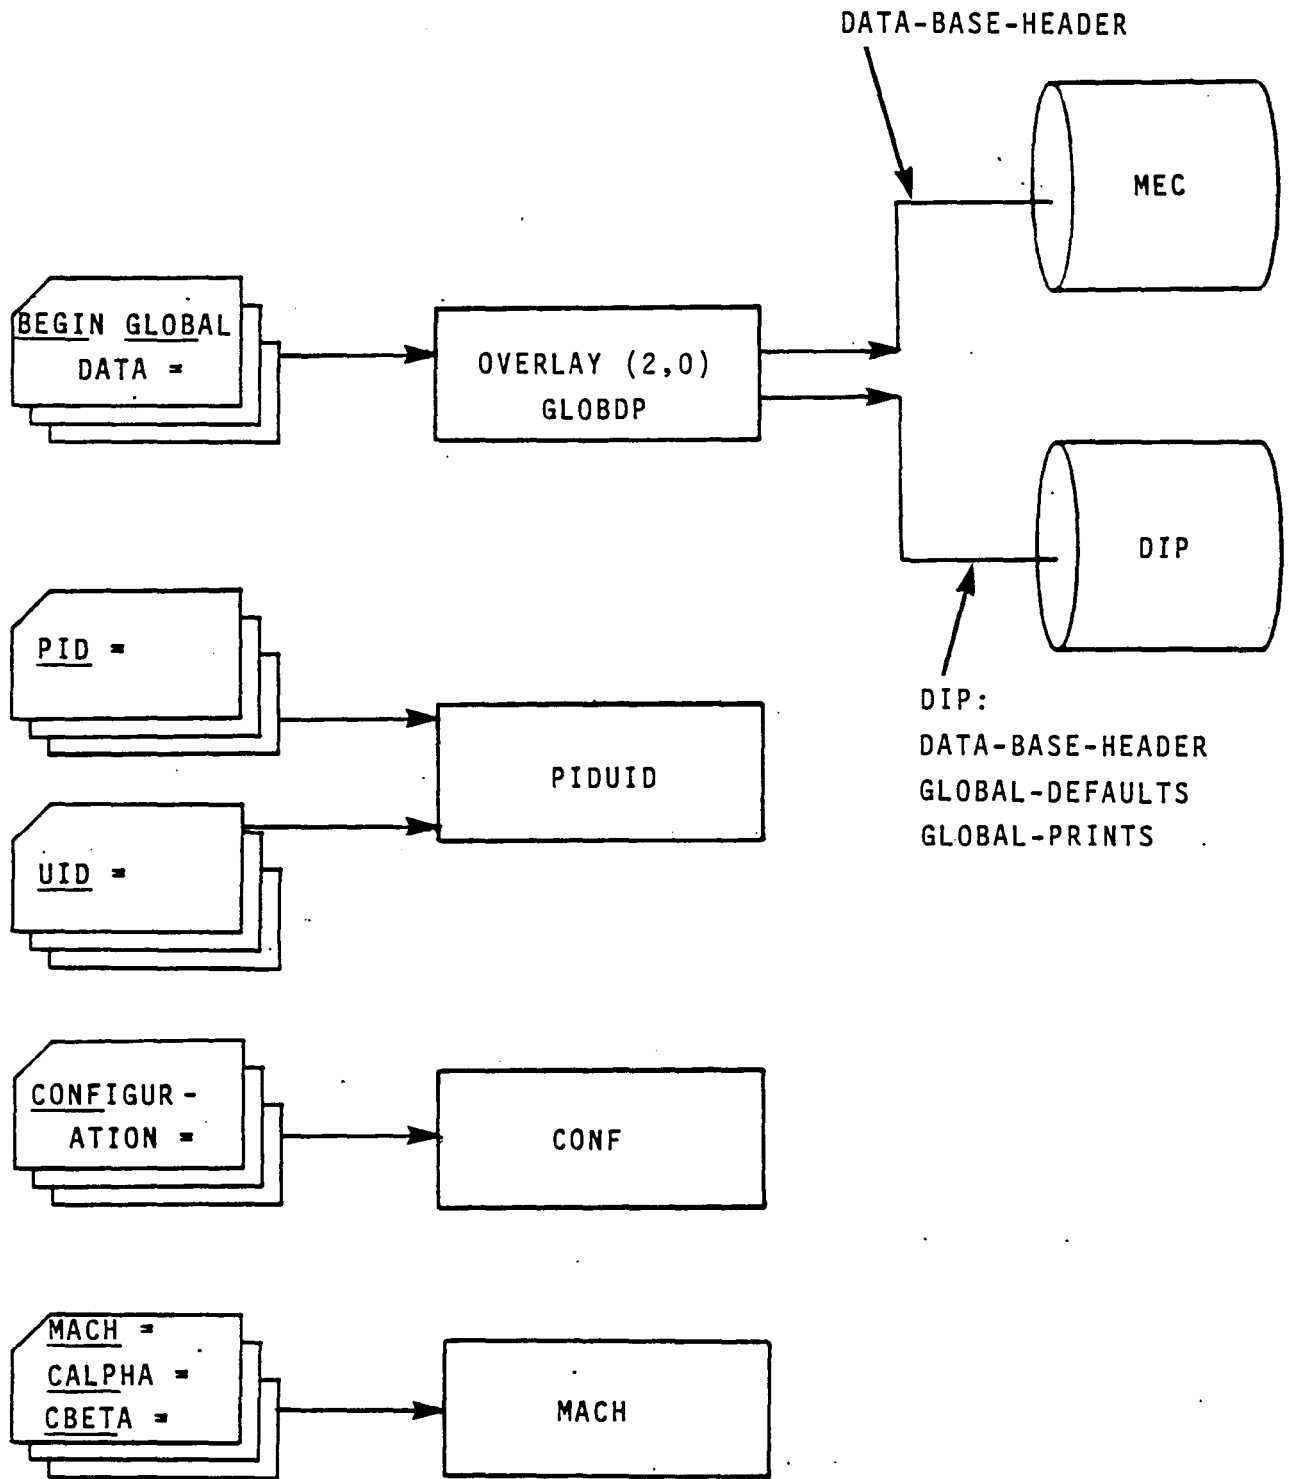 DATA-BASE-HEADER
MEC
BEGIN GLOBAL
DATA =
OVERLAY (2,0)
GLOBDP
DIP
DIP:
DATA-BASE-HEADER
GLOBAL-DEFAULTS
GLOBAL-PRINTS
PID =
PIDUID
UID =
CONFIGUR-
ATION =
CONF
MACH =
CALPHA =
CBETA =
MACH